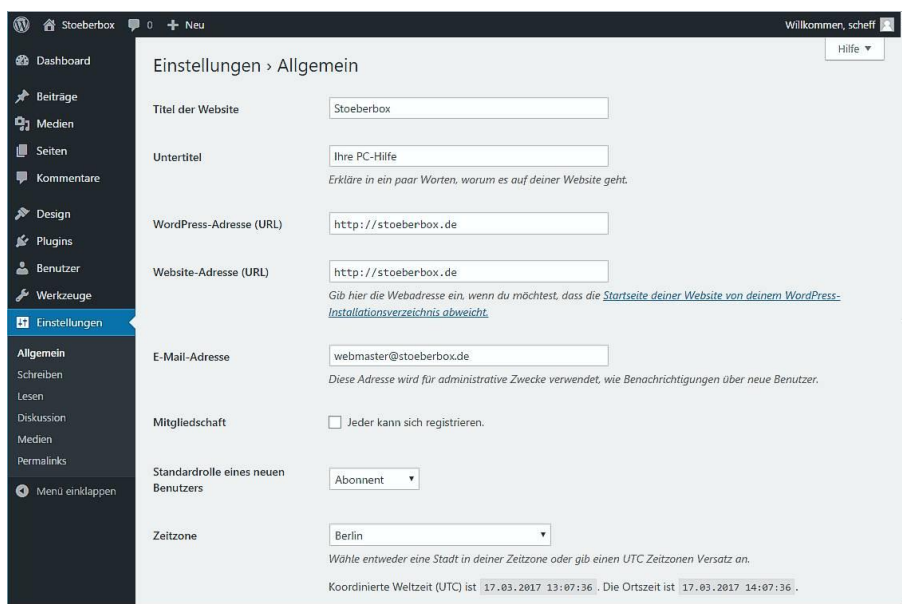 Stoeberbox 0 + Neu Willkommen, scheff
Hilfe ▼
Dashboard
Beiträge
Medien
Seiten
Kommentare
Design
Plugins
Benutzer
Werkzeuge
Einstellungen
Allgemein
Schreiben
Lesen
Diskussion
Medien
Permalinks
Menü einklappen
Einstellungen › Allgemein
Titel der Website Stoeberbox
Untertitel Ihre PC-Hilfe
Erkläre in ein paar Worten, worum es auf deiner Website geht.
WordPress-Adresse (URL) http://stoeberbox.de
Website-Adresse (URL) http://stoeberbox.de
Gib hier die Webadresse ein, wenn du möchtest, dass die Startseite deiner Website von deinem WordPress-
Installationsverzeichnis abweicht.
E-Mail-Adresse webmaster@stoeberbox.de
Diese Adresse wird für administrative Zwecke verwendet, wie Benachrichtigungen über neue Benutzer.
Mitgliedschaft Jeder kann sich registrieren.
Standardrolle eines neuen
Benutzers Abonnent
Zeitzone Berlin
Wähle entweder eine Stadt in deiner Zeitzone oder gib einen UTC Zeitzonen Versatz an.
Koordinierte Weltzeit (UTC) ist 17.03.2017 13:07:36 . Die Ortszeit ist 17.03.2017 14:07:36 .